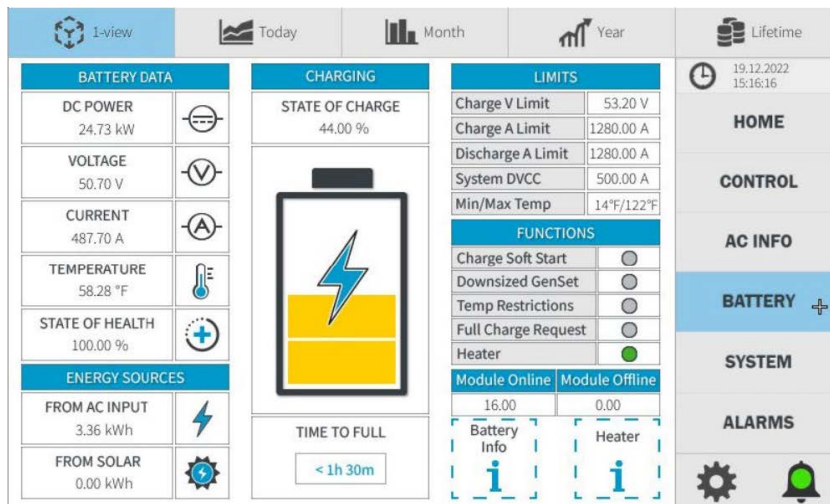 1-view
Today
Month
Year
Lifetime
BATTERY DATA
DC POWER
24.73 kW
VOLTAGE
50.70 V
CURRENT
487.70 A
TEMPERATURE
58.28 °F
STATE OF HEALTH
100.00 %
ENERGY SOURCES
FROM AC INPUT
3.36 kWh
FROM SOLAR
0.00 kWh
CHARGING
STATE OF CHARGE
44.00 %
TIME TO FULL
< 1h 30m
LIMITS
Charge V Limit 53.20 V
Charge A Limit 1280.00 A
Discharge A Limit 1280.00 A
System DVCC 500.00 A
Min/Max Temp 14°F/122°F
FUNCTIONS
Charge Soft Start
Downsized GenSet
Temp Restrictions
Full Charge Request
Heater
Module Online Module Offline
16.00 0.00
Battery
Info
Heater
19.12.2022
15:16:16
HOME
CONTROL
AC INFO
BATTERY
SYSTEM
ALARMS